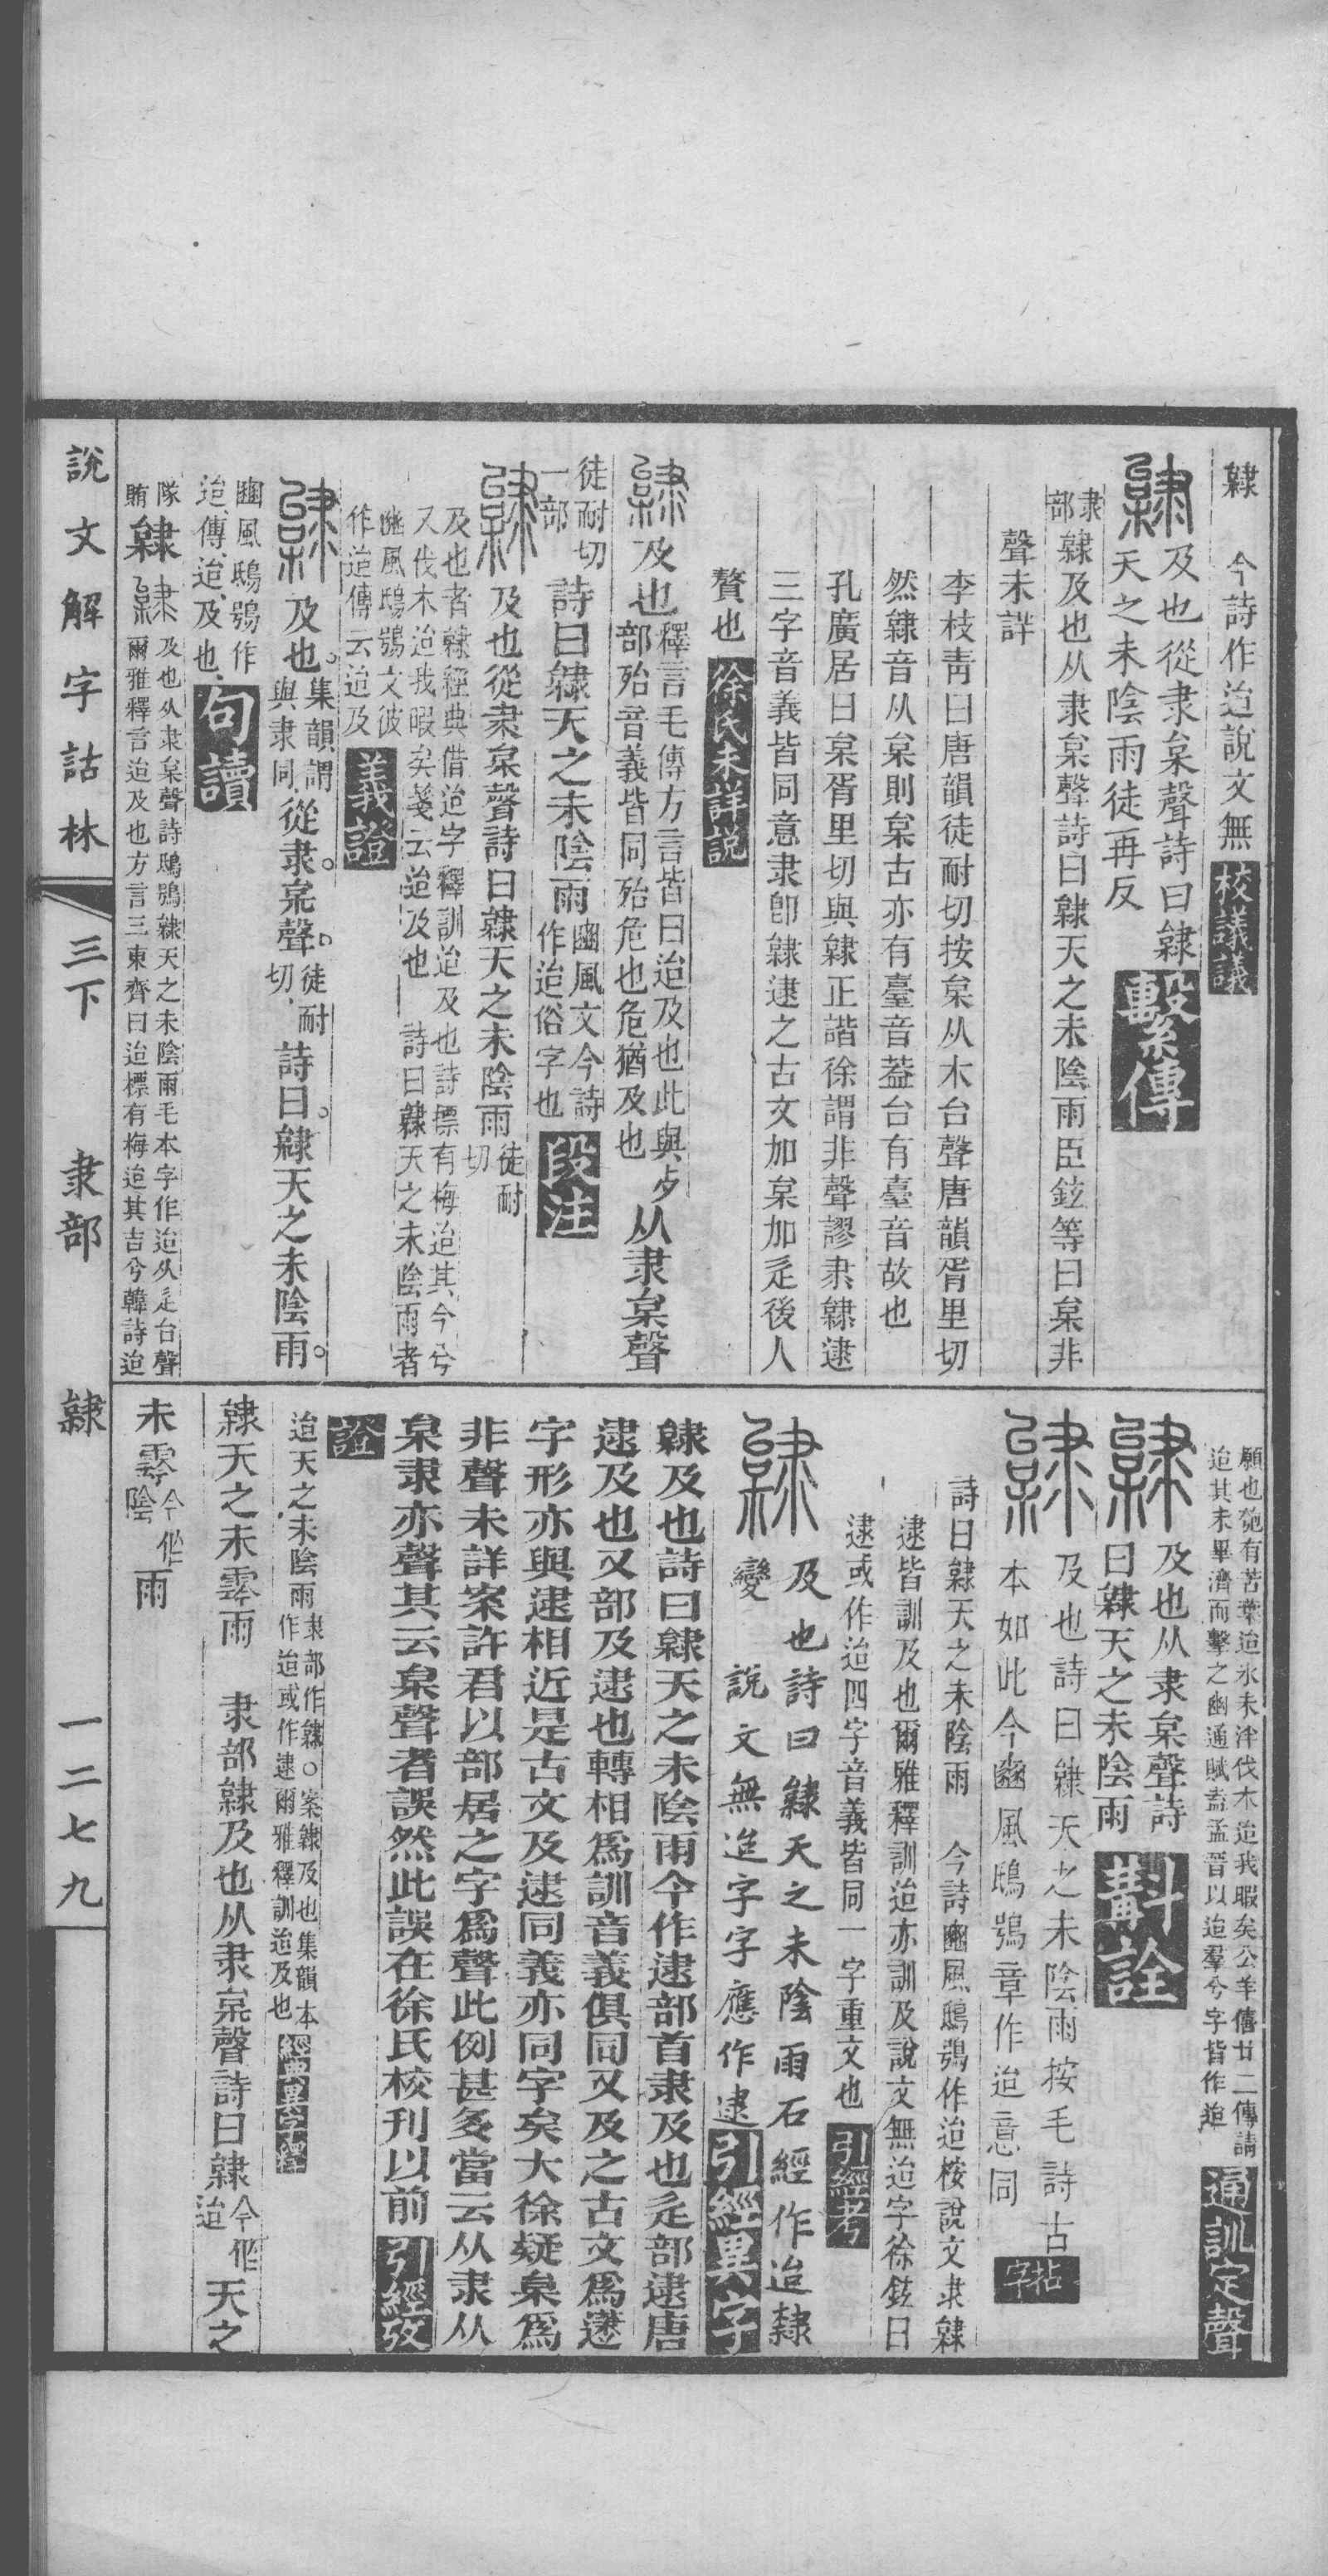 隸　今詩作迨說文無校議議
隸及也從隶枲聲詩曰隸
天之未陰雨徒再反繫傳
隶部隸及也从隶枲聲詩曰隸天之未陰雨臣鉉等曰枲非
聲未詳
李枝青曰唐韻徒耐切按枲从木台聲唐韻胥里切
然隸音从枲則枲古亦有臺音葢台有臺音故也
孔廣居曰枲胥里切與隸正諧徐謂非聲謬隶隸逮
三字音義皆同意隶卽隸逮之古文加枲加辵後人
贅也徐氏未詳說
隸及也釋言毛傳方言皆曰迨及也此與歺
部殆音義皆同殆危也危猶及也从隶枲聲
徒耐切
一部詩曰隸天之未陰雨豳風文今詩
作迨俗字也段注
隸及也從隶枲聲詩曰隸天之未陰雨徒耐
切
及也者隸經典借迨字釋訓迨及也詩摽有梅迨其今兮
又伐木迨我暇矣箋云迨及也　詩曰隸天之未陰雨者
豳風鴟鴞文彼
作迨傳云迨及義證
隸及也。集韻謂
與隶同。從隶。枲聲。徒耐
切。詩曰。隸天之未陰雨。
豳風鴟鴞作
迨、傳、迨、及也、句讀
隊
賄隸隸及也从隶枲聲詩鴟鴞隸天之未陰雨毛本字作迨从辵台聲
爾雅釋言迨及也方言三東齊曰迨摽有梅迨其吉兮韓詩迨
願也匏有苦葉迨氷未泮伐木迨我暇矣公羊僖廿二傳請
迨其未畢濟而擊之幽通賦盍孟晉以迨羣兮字皆作迨通訓定聲
隸及也从隶枲聲詩
曰隸天之未陰雨斠詮
隸及也詩曰隸天之未陰雨按毛詩古
本如此今豳風鴟鴞章作迨意同拈字
詩曰隸天之未陰雨　今詩豳風鴟鴞作迨桉說文隶隸
逮皆訓及也爾雅釋訓迨亦訓及說文無迨字徐鉉曰
逮或作迨四字音義皆同一字重文也引經考
隸及也詩曰隸天之未陰雨石經作迨隸
變　說文無迨字字應作逮引經異字
隸及也詩曰隸天之未陰雨今作逮部首隶及也辵部逮唐
逮及也又部及逮也轉相爲訓音義俱同又及之古文爲
字形亦與逮相近是古文及逮同義亦同字矣大徐疑枲爲
非聲未詳案許君以部居之字爲聲此例甚多當云从隶从
枲隶亦聲其云枲聲者誤然此誤在徐氏校刊以前引經攷
證
迨天之未陰雨隶部作隸○案隸及也集韻本
作迨或作逮爾雅釋訓迨及也經典異字釋
隸天之未霒雨　隶部隸及也从隶枲聲詩曰隸今作
迨天之
未霒今作
陰雨
說文解字詁林　三下　隶部　隸　一二七九